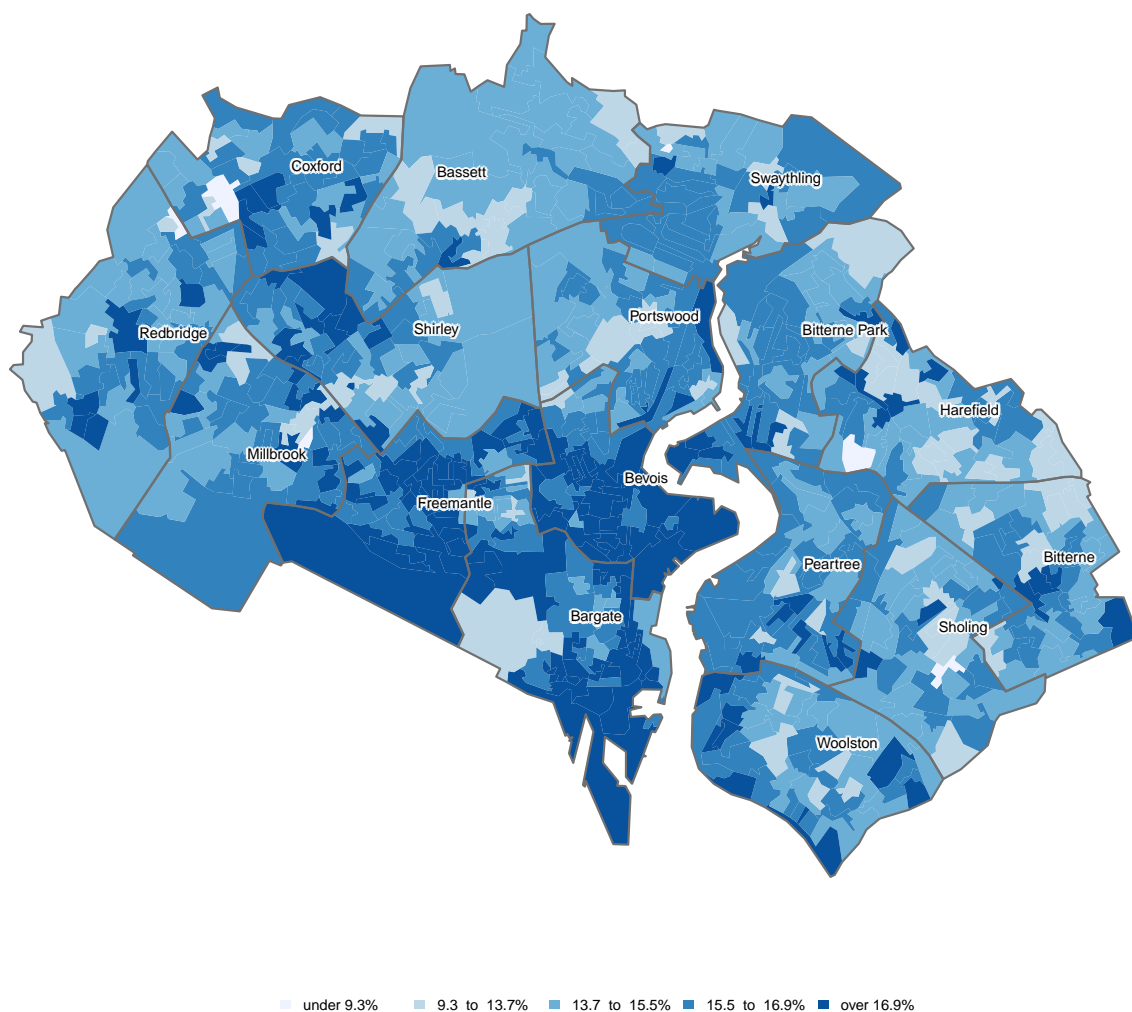 Coxford
Bassett
Swaythling
Portswood
Redbridge
Shirley
Bitterne Park
Harefield
Millbrook
Bevois
Freemantle
Bitterne
Peartree
Bargate
Sholing
Woolston
under 9.3% 9.3 to 13.7% 13.7 to 15.5% 15.5 to 16.9% over 16.9%